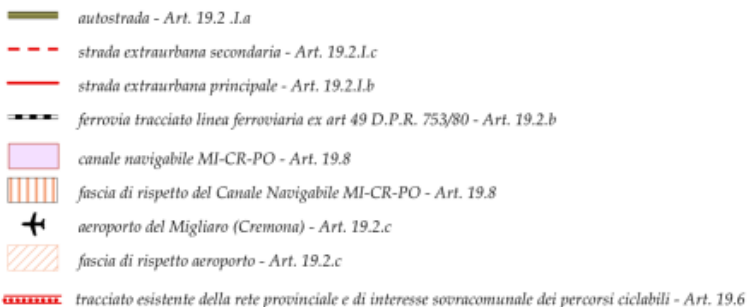 autostrada - Art. 19.2 .I.a
strada extraurbana secondaria - Art. 19.2.I.c
strada extraurbana principale - Art. 19.2.I.b
ferrovia tracciato linea ferroviaria ex art 49 D.P.R. 753/80 - Art. 19.2.b
canale navigabile MI-CR-PO - Art. 19.8
fascia di rispetto del Canale Navigabile MI-CR-PO - Art. 19.8
aeroporto del Migliaro (Cremona) - Art. 19.2.c
fascia di rispetto aeroporto - Art. 19.2.c
tracciato esistente della rete provinciale e di interesse sovracomunale dei percorsi ciclabili - Art. 19.6